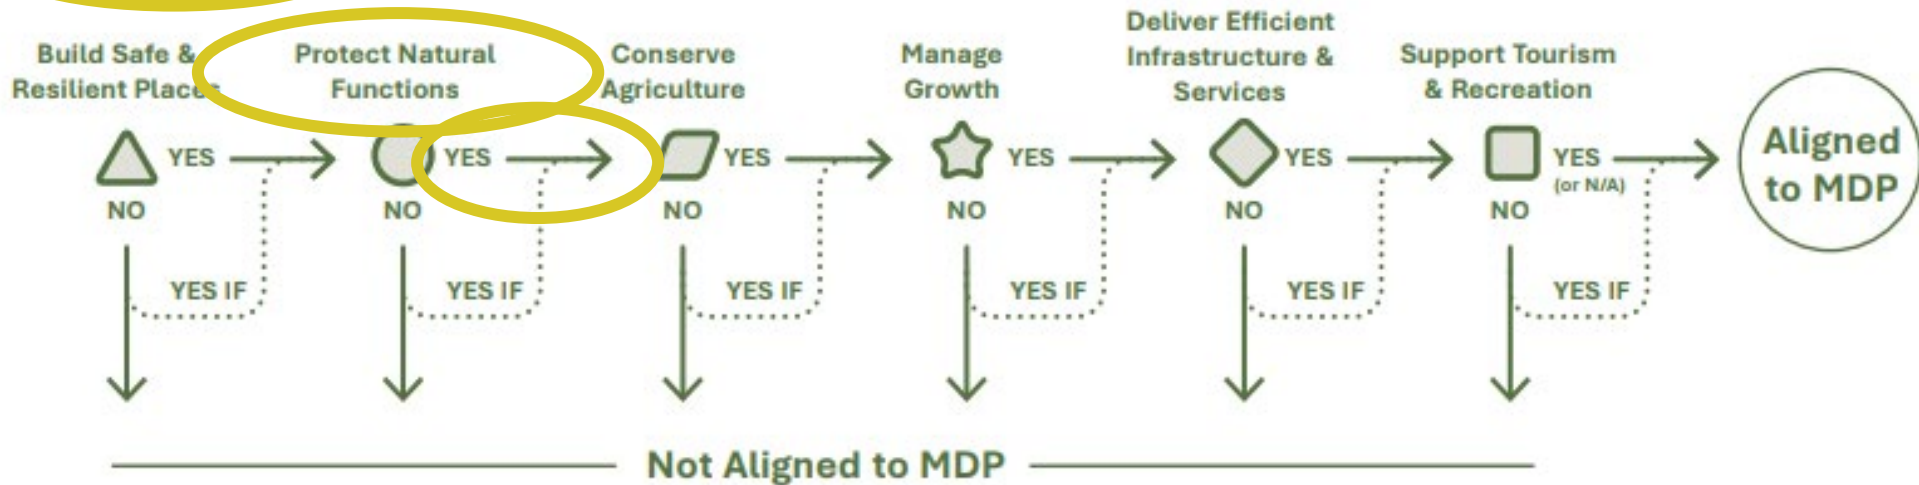 Build Safe &
Resilient Places
Protect Natural
Functions
Conserve
Agriculture
Manage
Growth
Deliver Efficient
Infrastructure &
Services
Support Tourism
& Recreation
YES
YES
YES
YES
YES
YES
(or N/A)
Aligned
to MDP
NO
NO
NO
NO
NO
NO
YES IF
YES IF
YES IF
YES IF
YES IF
YES IF
Not Aligned to MDP